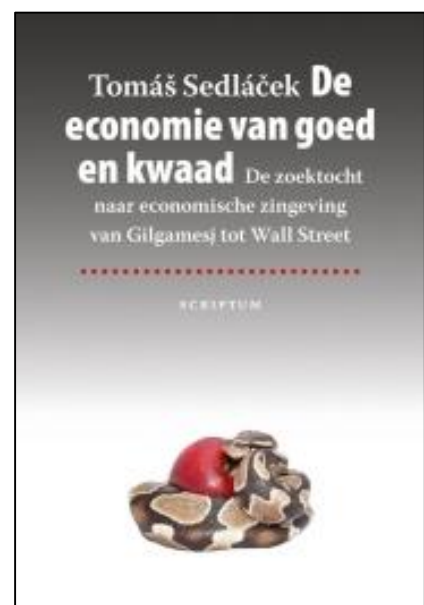 Tomáš Sedláček De
economie van goed
en kwaad De zoektocht
naar economische zingeving
van Gilgamesj tot Wall Street
SCRIPTUM